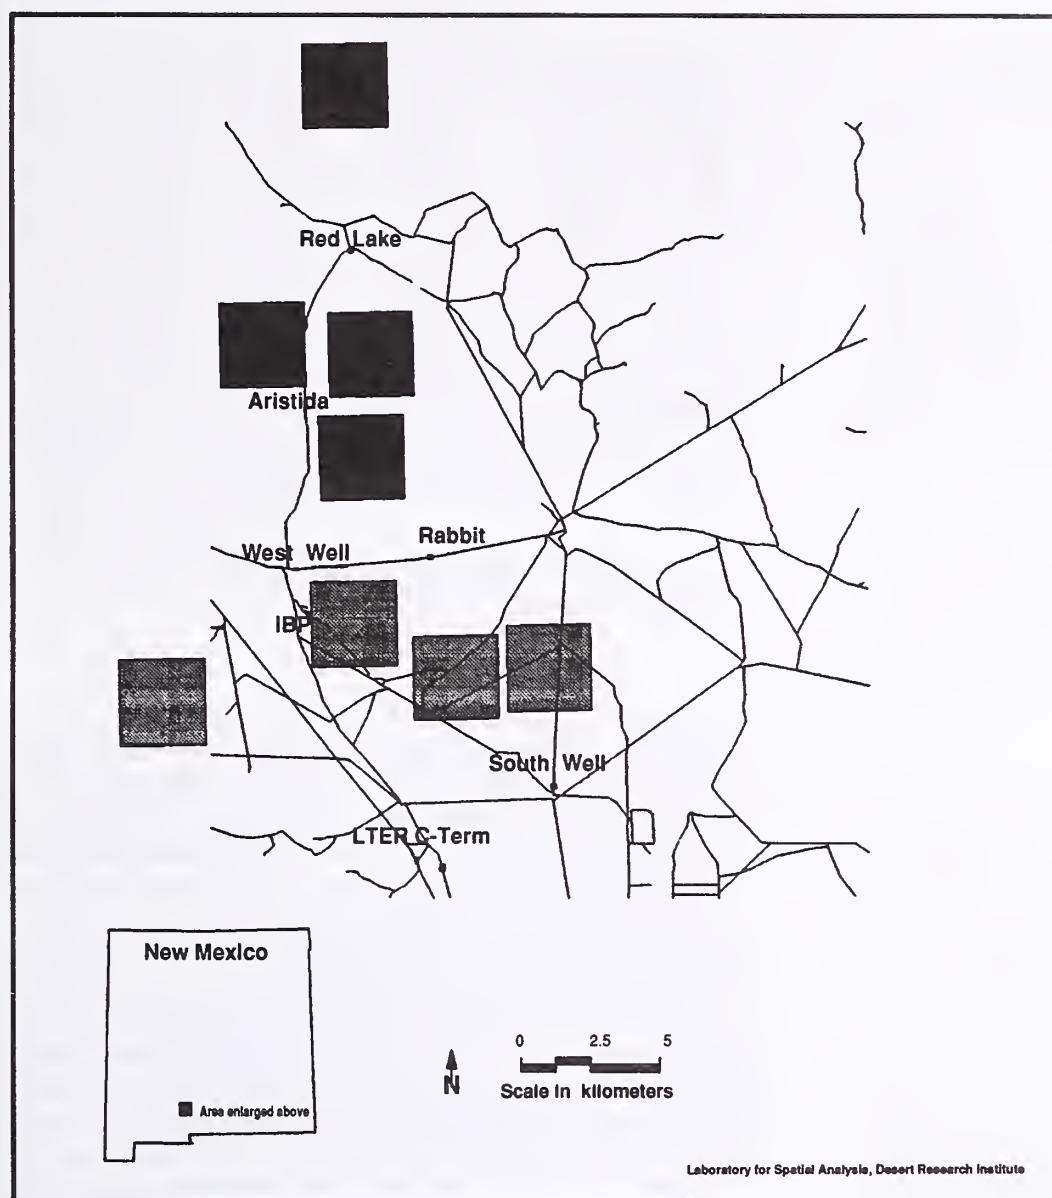 Red Lake
Aristida
Rabbit
West Well
IBP
South Well
LTER C-Term
New Mexico
Area enlarged above
0 2.5 5
N
Scale in kilometers
Laboratory for Spatial Analysis, Desert Research Institute